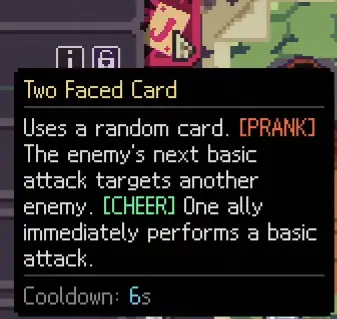 J
i G
Two Faced Card
Uses a random card. [PRANK]
The enemy's next basic
attack targets another
enemy. [CHEER] One ally
immediately performs a basic
attack.
Cooldown: 6s